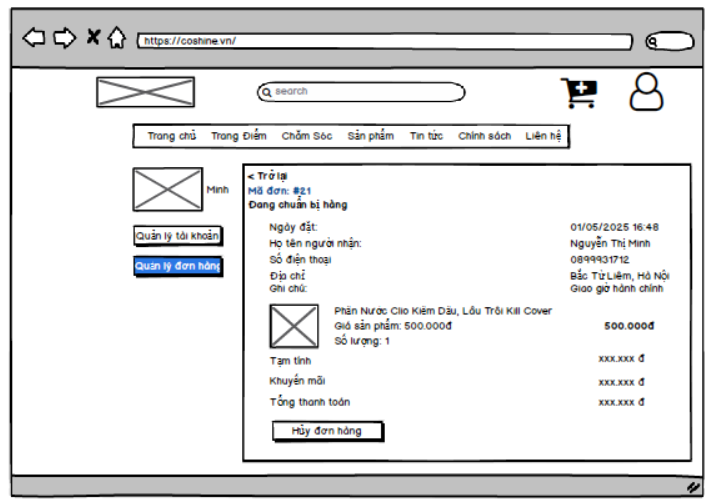 https://coshine.vn/
search
Trang chủ Trang Điểm Chăm Sóc Sản phẩm Tin tức Chính sách Liên hệ
Minh
Quản lý tài khoản
Quản lý đơn hàng
< Trở lại
Mã đơn: #21
Đang chuẩn bị hàng
Ngày đặt: 01/05/2025 16:48
Họ tên người nhận: Nguyễn Thị Minh
Số điện thoại 0899931712
Địa chỉ Bắc Từ Liêm, Hà Nội
Ghi chú: Giao giờ hành chính
Phấn Nước Clio Kiềm Dầu, Lâu Trôi Kill Cover
Giá sản phẩm: 500.000đ 500.000đ
Số lượng: 1
Tạm tính xxx.xxx đ
Khuyến mãi xxx.xxx đ
Tổng thanh toán xxx.xxx đ
Hủy đơn hàng